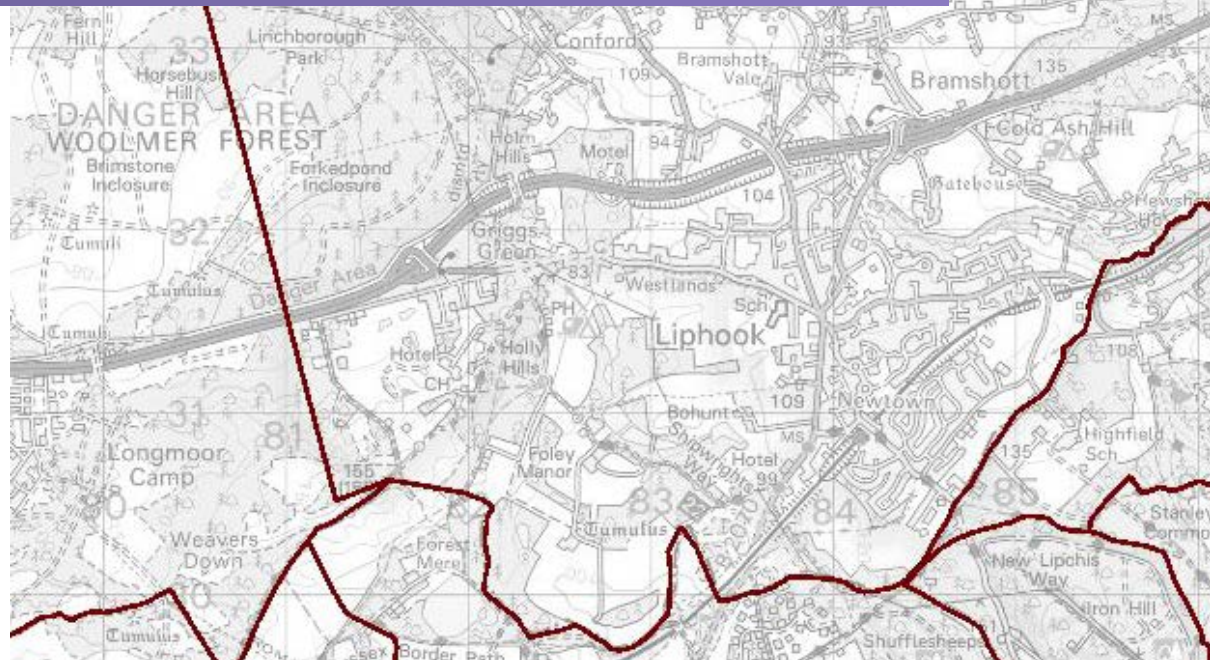 Fern
Hill
33
Linchborough
Park
Horsebush
Hill
Conford
109
Bramshott
Vale
93
MS
135
Bramshott
DANGER AREA
WOOLMER FOREST
Brimstone
Inclosure
Forkedpond
Inclosure
Holm
Hills
Motel
94
104
Cold Ash Hill
Gatehouse
32
Tumuli
Griggs
Green
Danger Area
Tumulus
Tumuli
83
Westlands
PH
Sch
Liphook
Hotel
CH
Holly
Hills
108
31
81
Longmoor
Camp
Bohunt
109
Newtown
MS
Shipwrights
Way
Hotel
99
Highfield
Sch
135
155
Foley
Manor
83
84
85
Tumulus
Stanley
Common
Weavers
Down
Forest
Mere
New Lipchis
Way
Iron Hill
Tumulus
Border Path
Shufflesheeps